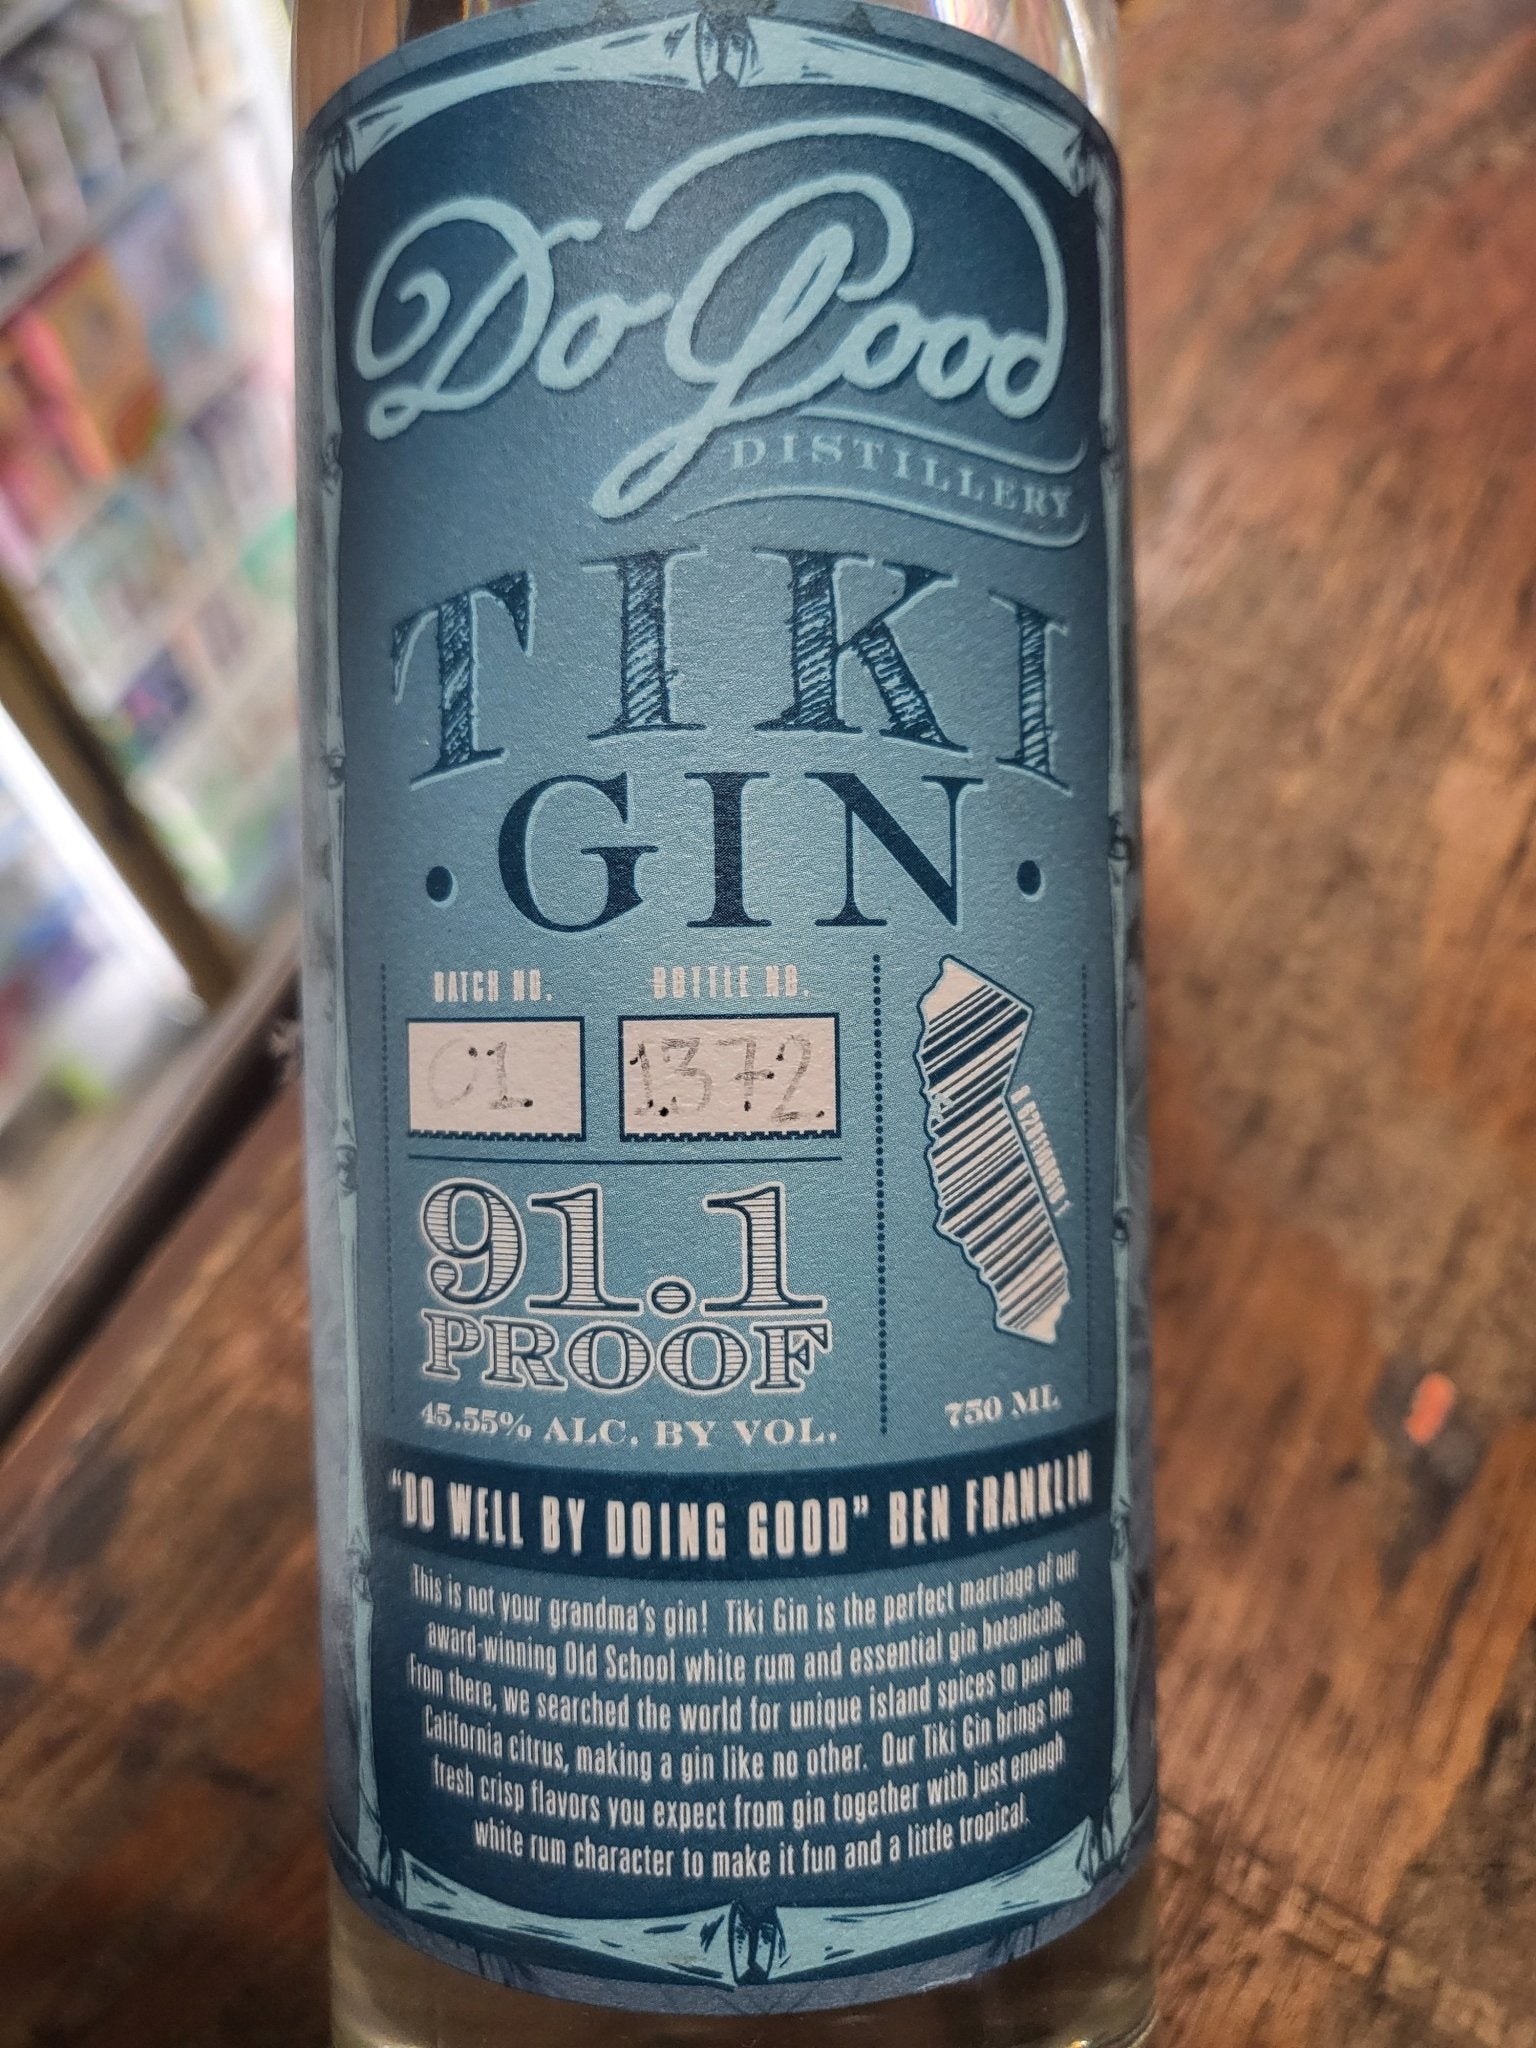 Do Good
DISTILLERY
TIKI
· GIN ·
BATCH NO. BOTTLE NO.
01 1372
91.1
PROOF
45.55% ALC. BY VOL.
750 ML
"DO WELL BY DOING GOOD" BEN FRANKLIN
This is not your grandma's gin! Tiki Gin is the perfect marriage of our
award-winning Old School white rum and essential gin botanicals.
From there, we searched the world for unique island spices to pair with
California citrus, making a gin like no other. Our Tiki Gin brings the
fresh crisp flavors you expect from gin together with just enough
white rum character to make it fun and a little tropical.